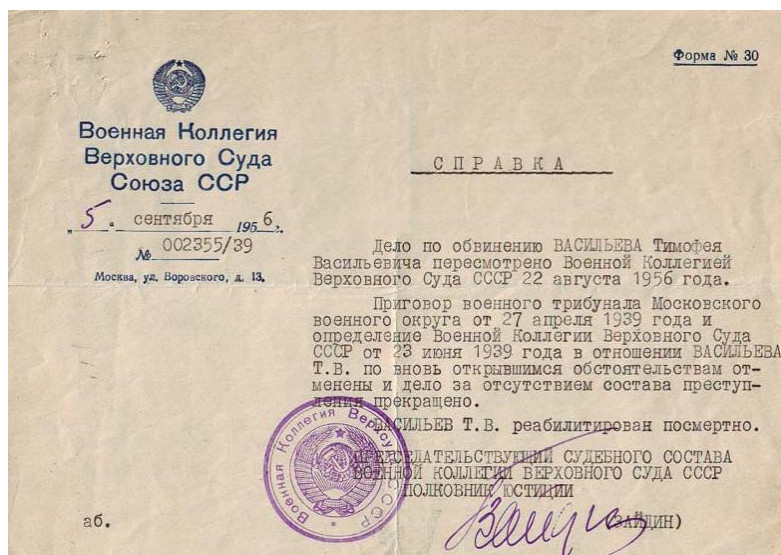 Форма № 30
Военная Коллегия
Верховного Суда
Союза ССР
„5" сентября 1956 г.
№ 002355/39
Москва, ул. Воровского, д. 13.
СПРАВКА
Дело по обвинению ВАСИЛЬЕВА Тимофея
Васильевича пересмотрено Военной Коллегией
Верховного Суда СССР 22 августа 1956 года.
Приговор военного трибунала Московского
военного округа от 27 апреля 1939 года и
определение Военной Коллегии Верховного Суда
СССР от 23 июня 1939 года в отношении ВАСИЛЬЕВА
Т.В. по вновь открывшимся обстоятельствам от-
менены и дело за отсутствием состава преступ-
ления прекращено.
ВАСИЛЬЕВ Т.В. реабилитирован посмертно.
ПРЕДСЕДАТЕЛЬСТВУЮЩИЙ СУДЕБНОГО СОСТАВА
ВОЕННОЙ КОЛЛЕГИИ ВЕРХОВНОГО СУДА СССР
ПОЛКОВНИК ЮСТИЦИИ
(ЗАЙДИН)
аб.
Военная Коллегия Верхсуда СССР